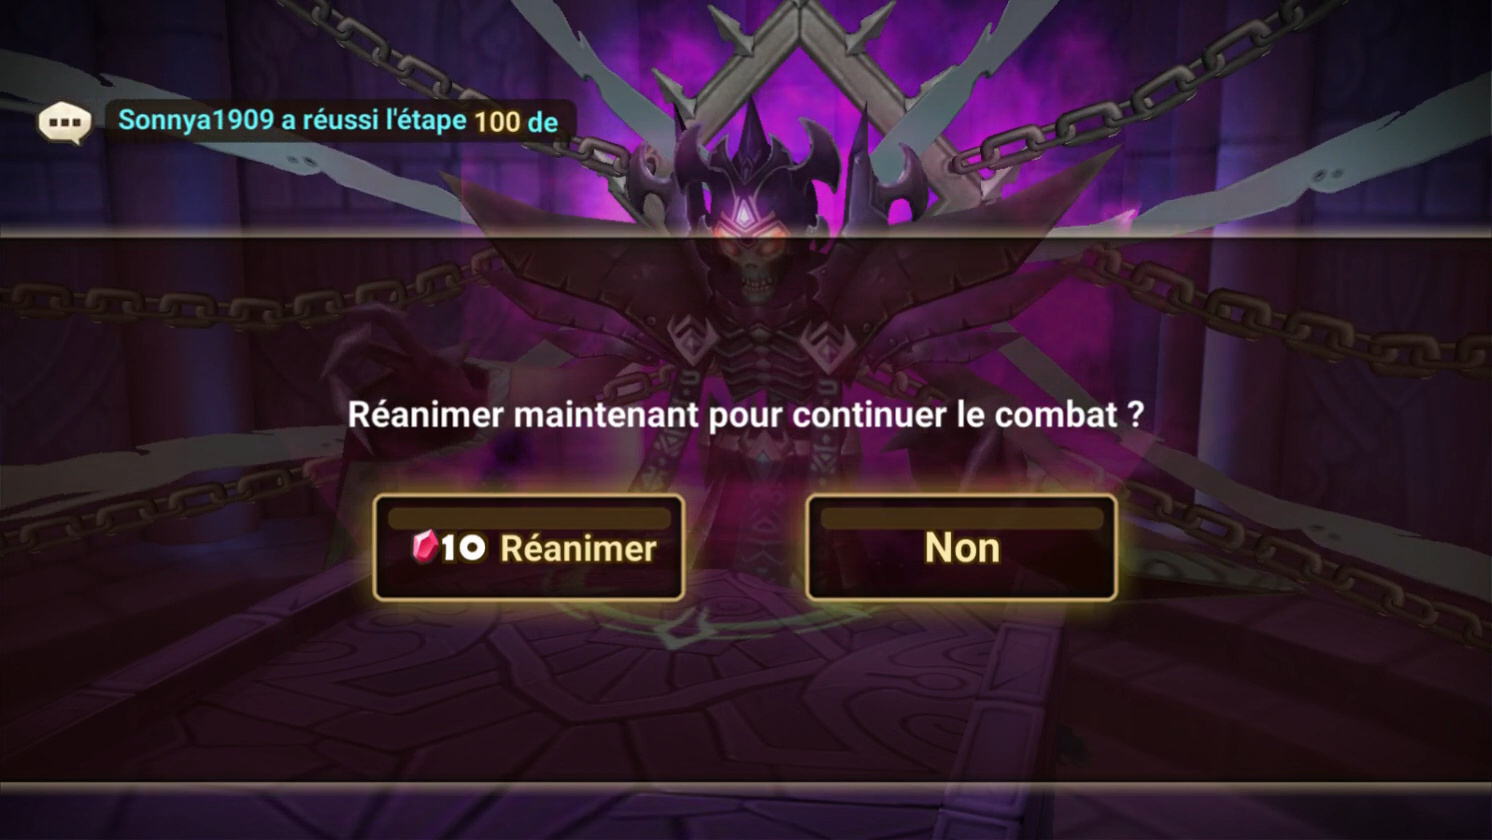 Sonnya1909 a réussi l'étape 100 de
Réanimer maintenant pour continuer le combat ?
10 Réanimer
Non